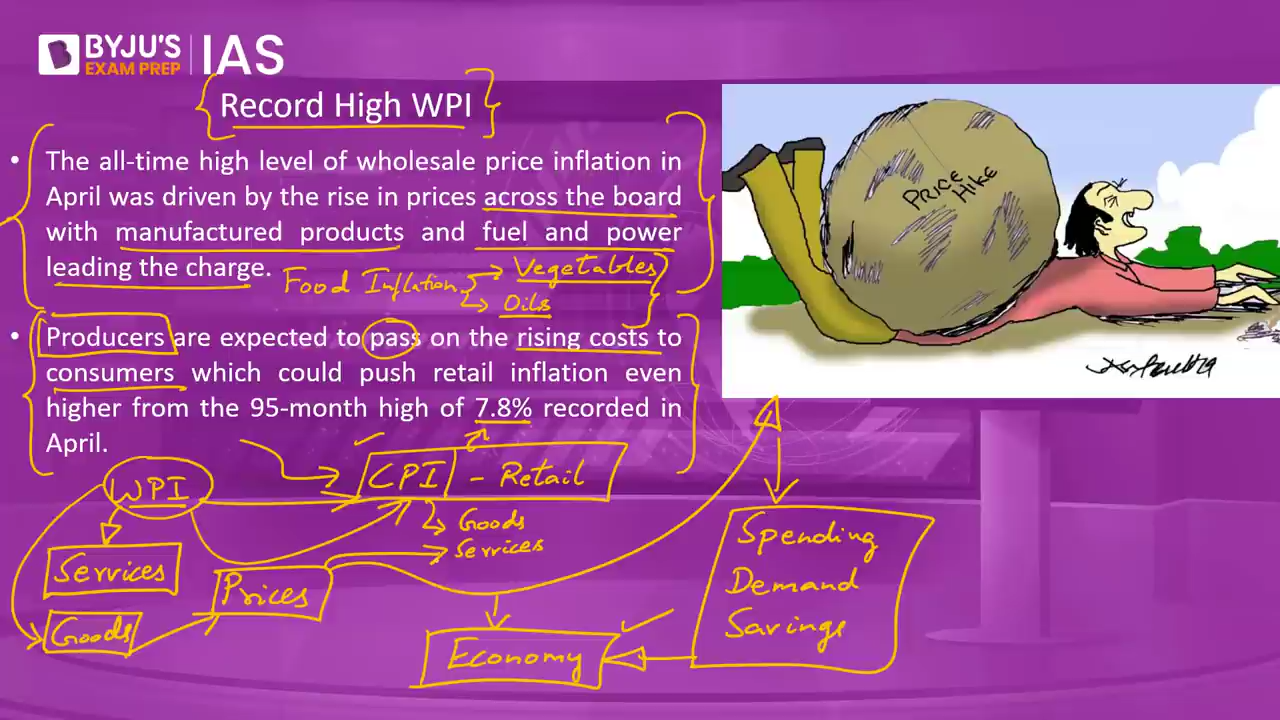 BYJU'S
EXAM PREP
IAS
Record High WPI
• The all-time high level of wholesale price inflation in
April was driven by the rise in prices across the board
with manufactured products and fuel and power
leading the charge.
Food Inflation → Vegetables
→ Oils
• Producers are expected to pass on the rising costs to
consumers which could push retail inflation even
higher from the 95-month high of 7.8% recorded in
April.
PRICE
HIKE
WPI
CPI - Retail
Goods
Services
Services
Prices
Goods
Economy
Spending
Demand
Savings